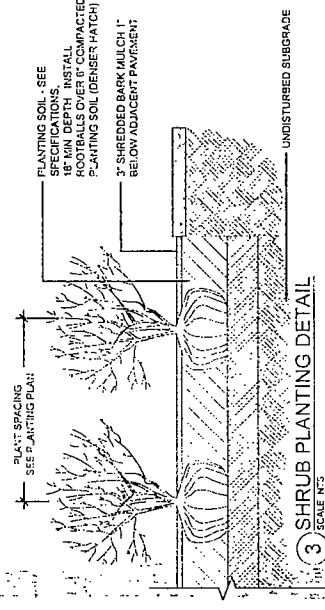 PLANT SPACING
SEE PLANTING PLAN
PLANTING SOIL - SEE
SPECIFICATIONS.
18" MIN DEPTH INSTALL
ROOTBALLS OVER 6" COMPACTED
PLANTING SOIL (DENSER HATCH)
3" SHREDDED BARK MULCH 1"
BELOW ADJACENT PAVEMENT
UNDISTURBED SUBGRADE
3 SHRUB PLANTING DETAIL
SCALE NTS